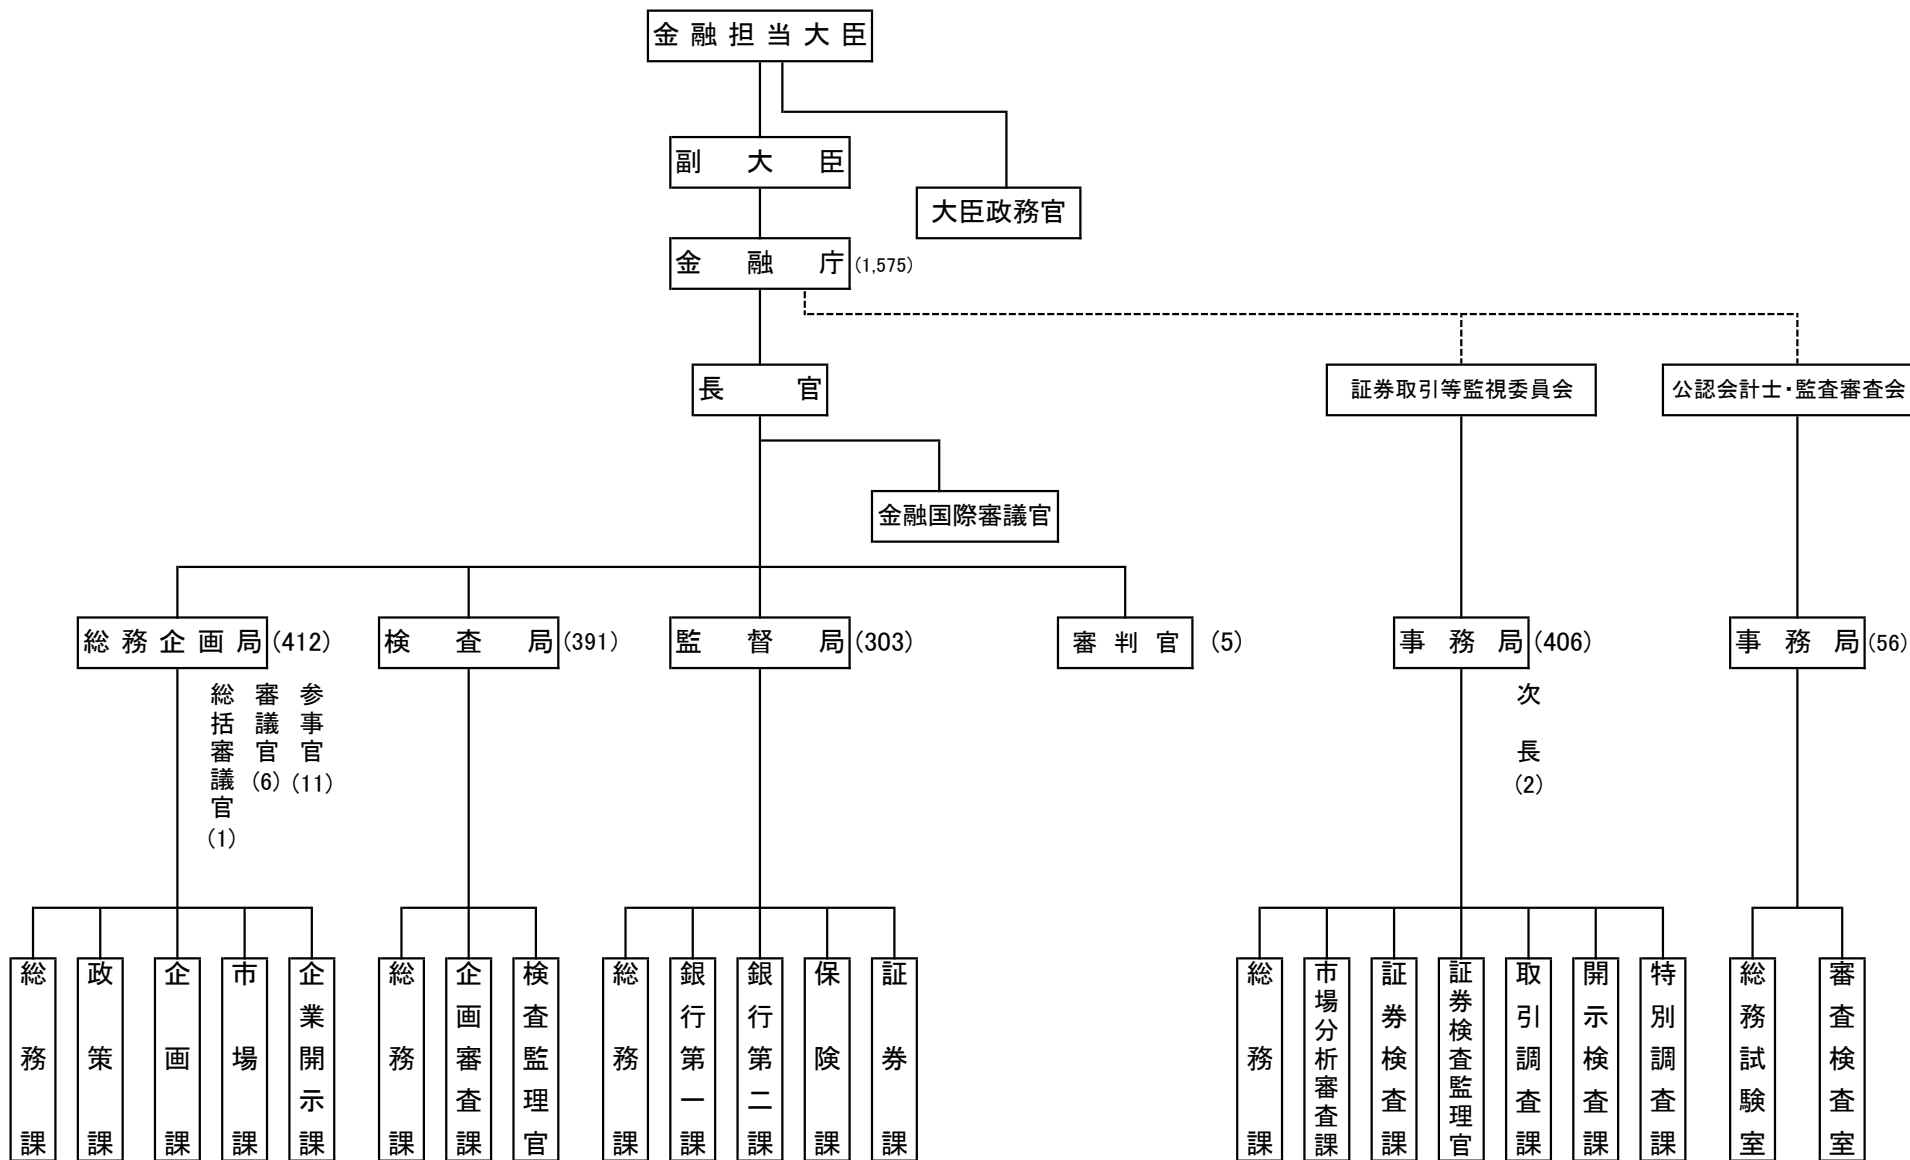 金融担当大臣
副大臣
大臣政務官
金融庁(1,575)
長官
証券取引等監視委員会
公認会計士・監査審査会
金融国際審議官
総務企画局(412)
検査局(391)
監督局(303)
審判官(5)
事務局(406)
事務局(56)
総括審議官(1)
審議官(6)
参事官(11)
次長(2)
総務課
政策課
企画課
市場課
企業開示課
総務課
企画審査課
検査監理官
総務課
銀行第一課
銀行第二課
保険課
証券課
総務課
市場分析審査課
証券検査課
証券検査監理官
取引調査課
開示検査課
特別調査課
総務試験室
審査検査室